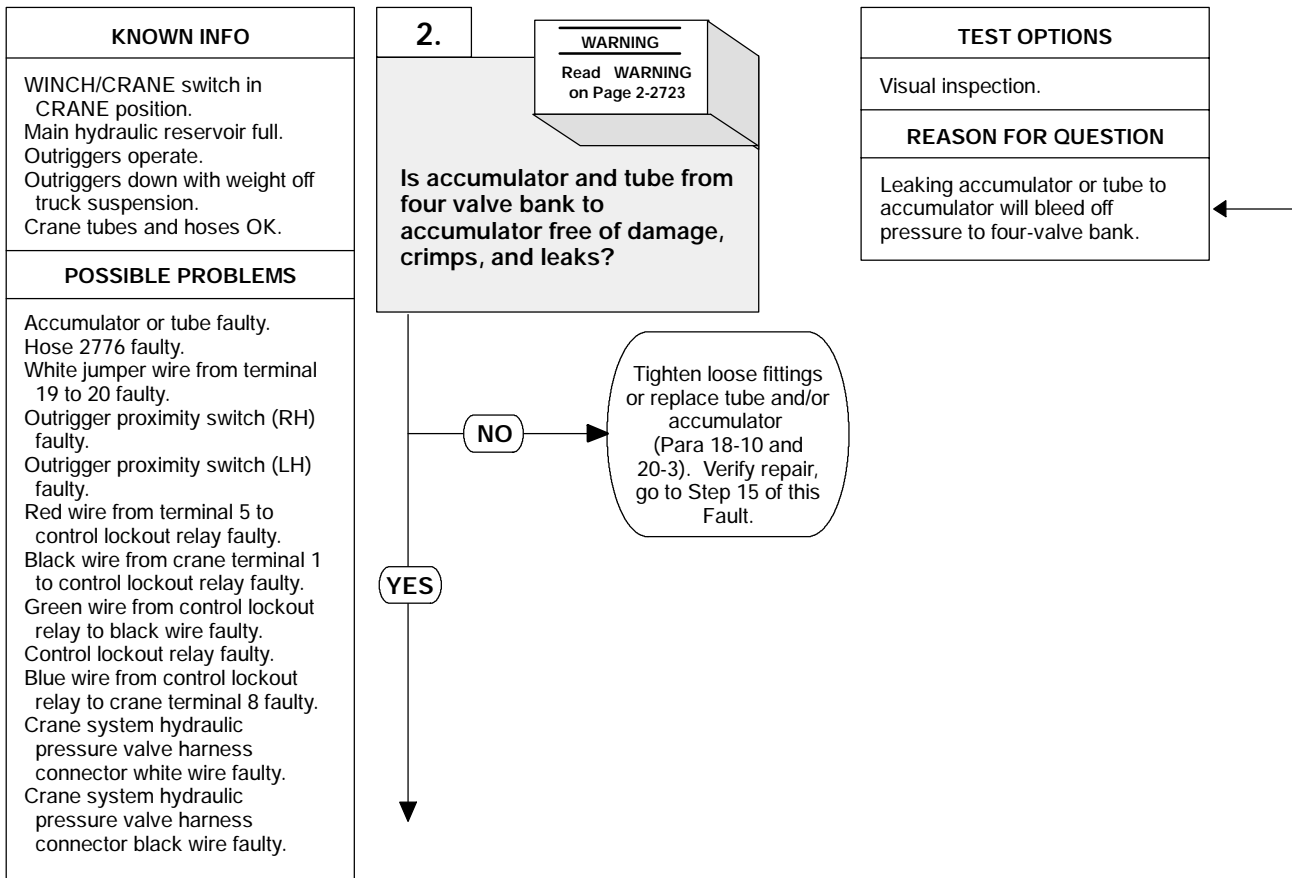 KNOWN INFO
WINCH/CRANE switch in
CRANE position.
Main hydraulic reservoir full.
Outriggers operate.
Outriggers down with weight off
truck suspension.
Crane tubes and hoses OK.
POSSIBLE PROBLEMS
Accumulator or tube faulty.
Hose 2776 faulty.
White jumper wire from terminal
19 to 20 faulty.
Outrigger proximity switch (RH)
faulty.
Outrigger proximity switch (LH)
faulty.
Red wire from terminal 5 to
control lockout relay faulty.
Black wire from crane terminal 1
to control lockout relay faulty.
Green wire from control lockout
relay to black wire faulty.
Control lockout relay faulty.
Blue wire from control lockout
relay to crane terminal 8 faulty.
Crane system hydraulic
pressure valve harness
connector white wire faulty.
Crane system hydraulic
pressure valve harness
connector black wire faulty.
2.
WARNING
Read WARNING
on Page 2-2723
Is accumulator and tube from
four valve bank to
accumulator free of damage,
crimps, and leaks?
NO
Tighten loose fittings
or replace tube and/or
accumulator
(Para 18-10 and
20-3). Verify repair,
go to Step 15 of this
Fault.
YES
TEST OPTIONS
Visual inspection.
REASON FOR QUESTION
Leaking accumulator or tube to
accumulator will bleed off
pressure to four-valve bank.